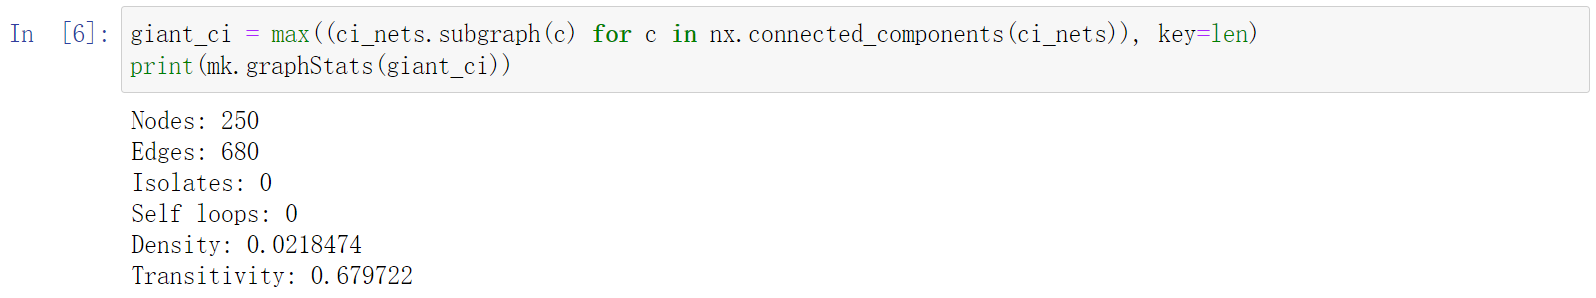 In [6]: giant_ci = max((ci_nets.subgraph(c) for c in nx.connected_components(ci_nets)), key=len)
print(mk.graphStats(giant_ci))
Nodes: 250
Edges: 680
Isolates: 0
Self loops: 0
Density: 0.0218474
Transitivity: 0.679722